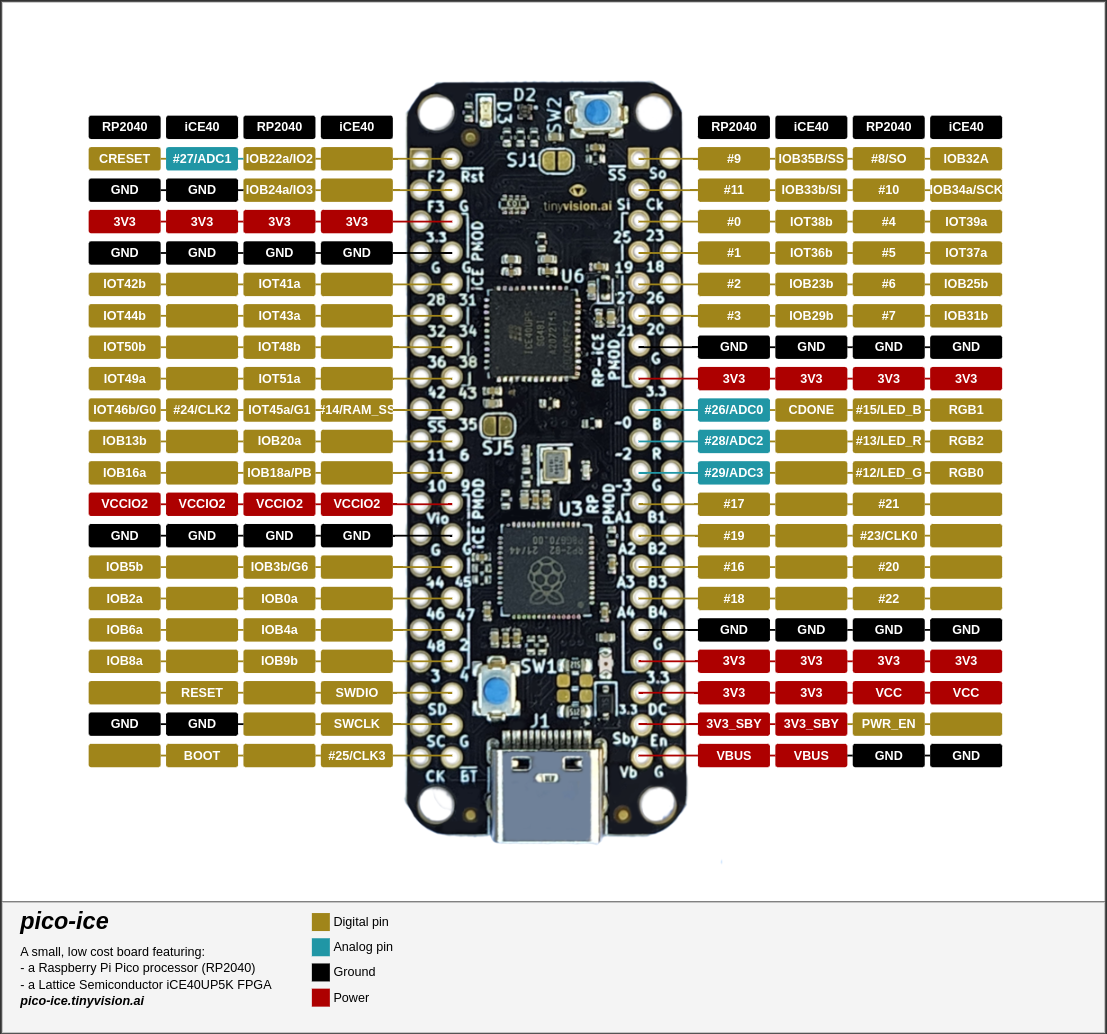 RP2040 iCE40 RP2040 iCE40 RP2040 iCE40 RP2040 iCE40
CRESET #27/ADC1 IOB22a/IO2 #9 IOB35B/SS #8/SO IOB32A
GND GND IOB24a/IO3 #11 IOB33b/SI #10 IOB34a/SCK
3V3 3V3 3V3 3V3 #0 IOT38b #4 IOT39a
GND GND GND GND #1 IOT36b #5 IOT37a
IOT42b IOT41a #2 IOB23b #6 IOB25b
IOT44b IOT43a #3 IOB29b #7 IOB31b
IOT50b IOT48b GND GND GND GND
IOT49a IOT51a 3V3 3V3 3V3 3V3
IOT46b/G0 #24/CLK2 IOT45a/G1 #14/RAM_SS #26/ADC0 CDONE #15/LED_B RGB1
IOB13b IOB20a #28/ADC2 #13/LED_R RGB2
IOB16a IOB18a/PB #29/ADC3 #12/LED_G RGB0
VCCIO2 VCCIO2 VCCIO2 VCCIO2 #17 #21
GND GND GND GND #19 #23/CLK0
IOB5b IOB3b/G6 #16 #20
IOB2a IOB0a #18 #22
IOB6a IOB4a GND GND GND GND
IOB8a IOB9b 3V3 3V3 3V3 3V3
RESET SWDIO 3V3 3V3 VCC VCC
GND GND SWCLK 3V3_SBY 3V3_SBY PWR_EN
BOOT #25/CLK3 VBUS VBUS GND GND
D2
D3
SW2
SJ1
F2 Rst SS So
tinyvision.ai
F3 G Si Ck
3.3 25 23
iCE PMOD
G G 19 18
U6
28 31 27 26
32 34 21 20
RP-iCE PMOD
36 38 G
42 43 3.3
SS 35 -0 B
SJ5
11 6 -2 R
10 9 -3 G
iCE PMOD
RP PMOD
U3
Vio A1 B1
G G A2 B2
44 45 A3 B3
46 47 A4 B4
48 2 G
SW1
3 4 3.3
SD 3.3 DC
J1
SC G Sby En
CK BT Vb G
pico-ice
A small, low cost board featuring:
- a Raspberry Pi Pico processor (RP2040)
- a Lattice Semiconductor iCE40UP5K FPGA
pico-ice.tinyvision.ai
Digital pin
Analog pin
Ground
Power